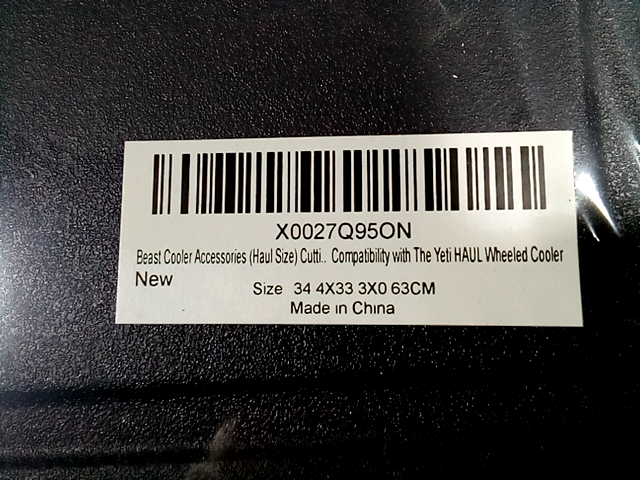 X0027Q95ON
Beast Cooler Accessories (Haul Size) Cutti.. Compatibility with The Yeti HAUL Wheeled Cooler
New
Size 34 4X33 3X0 63CM
Made in China